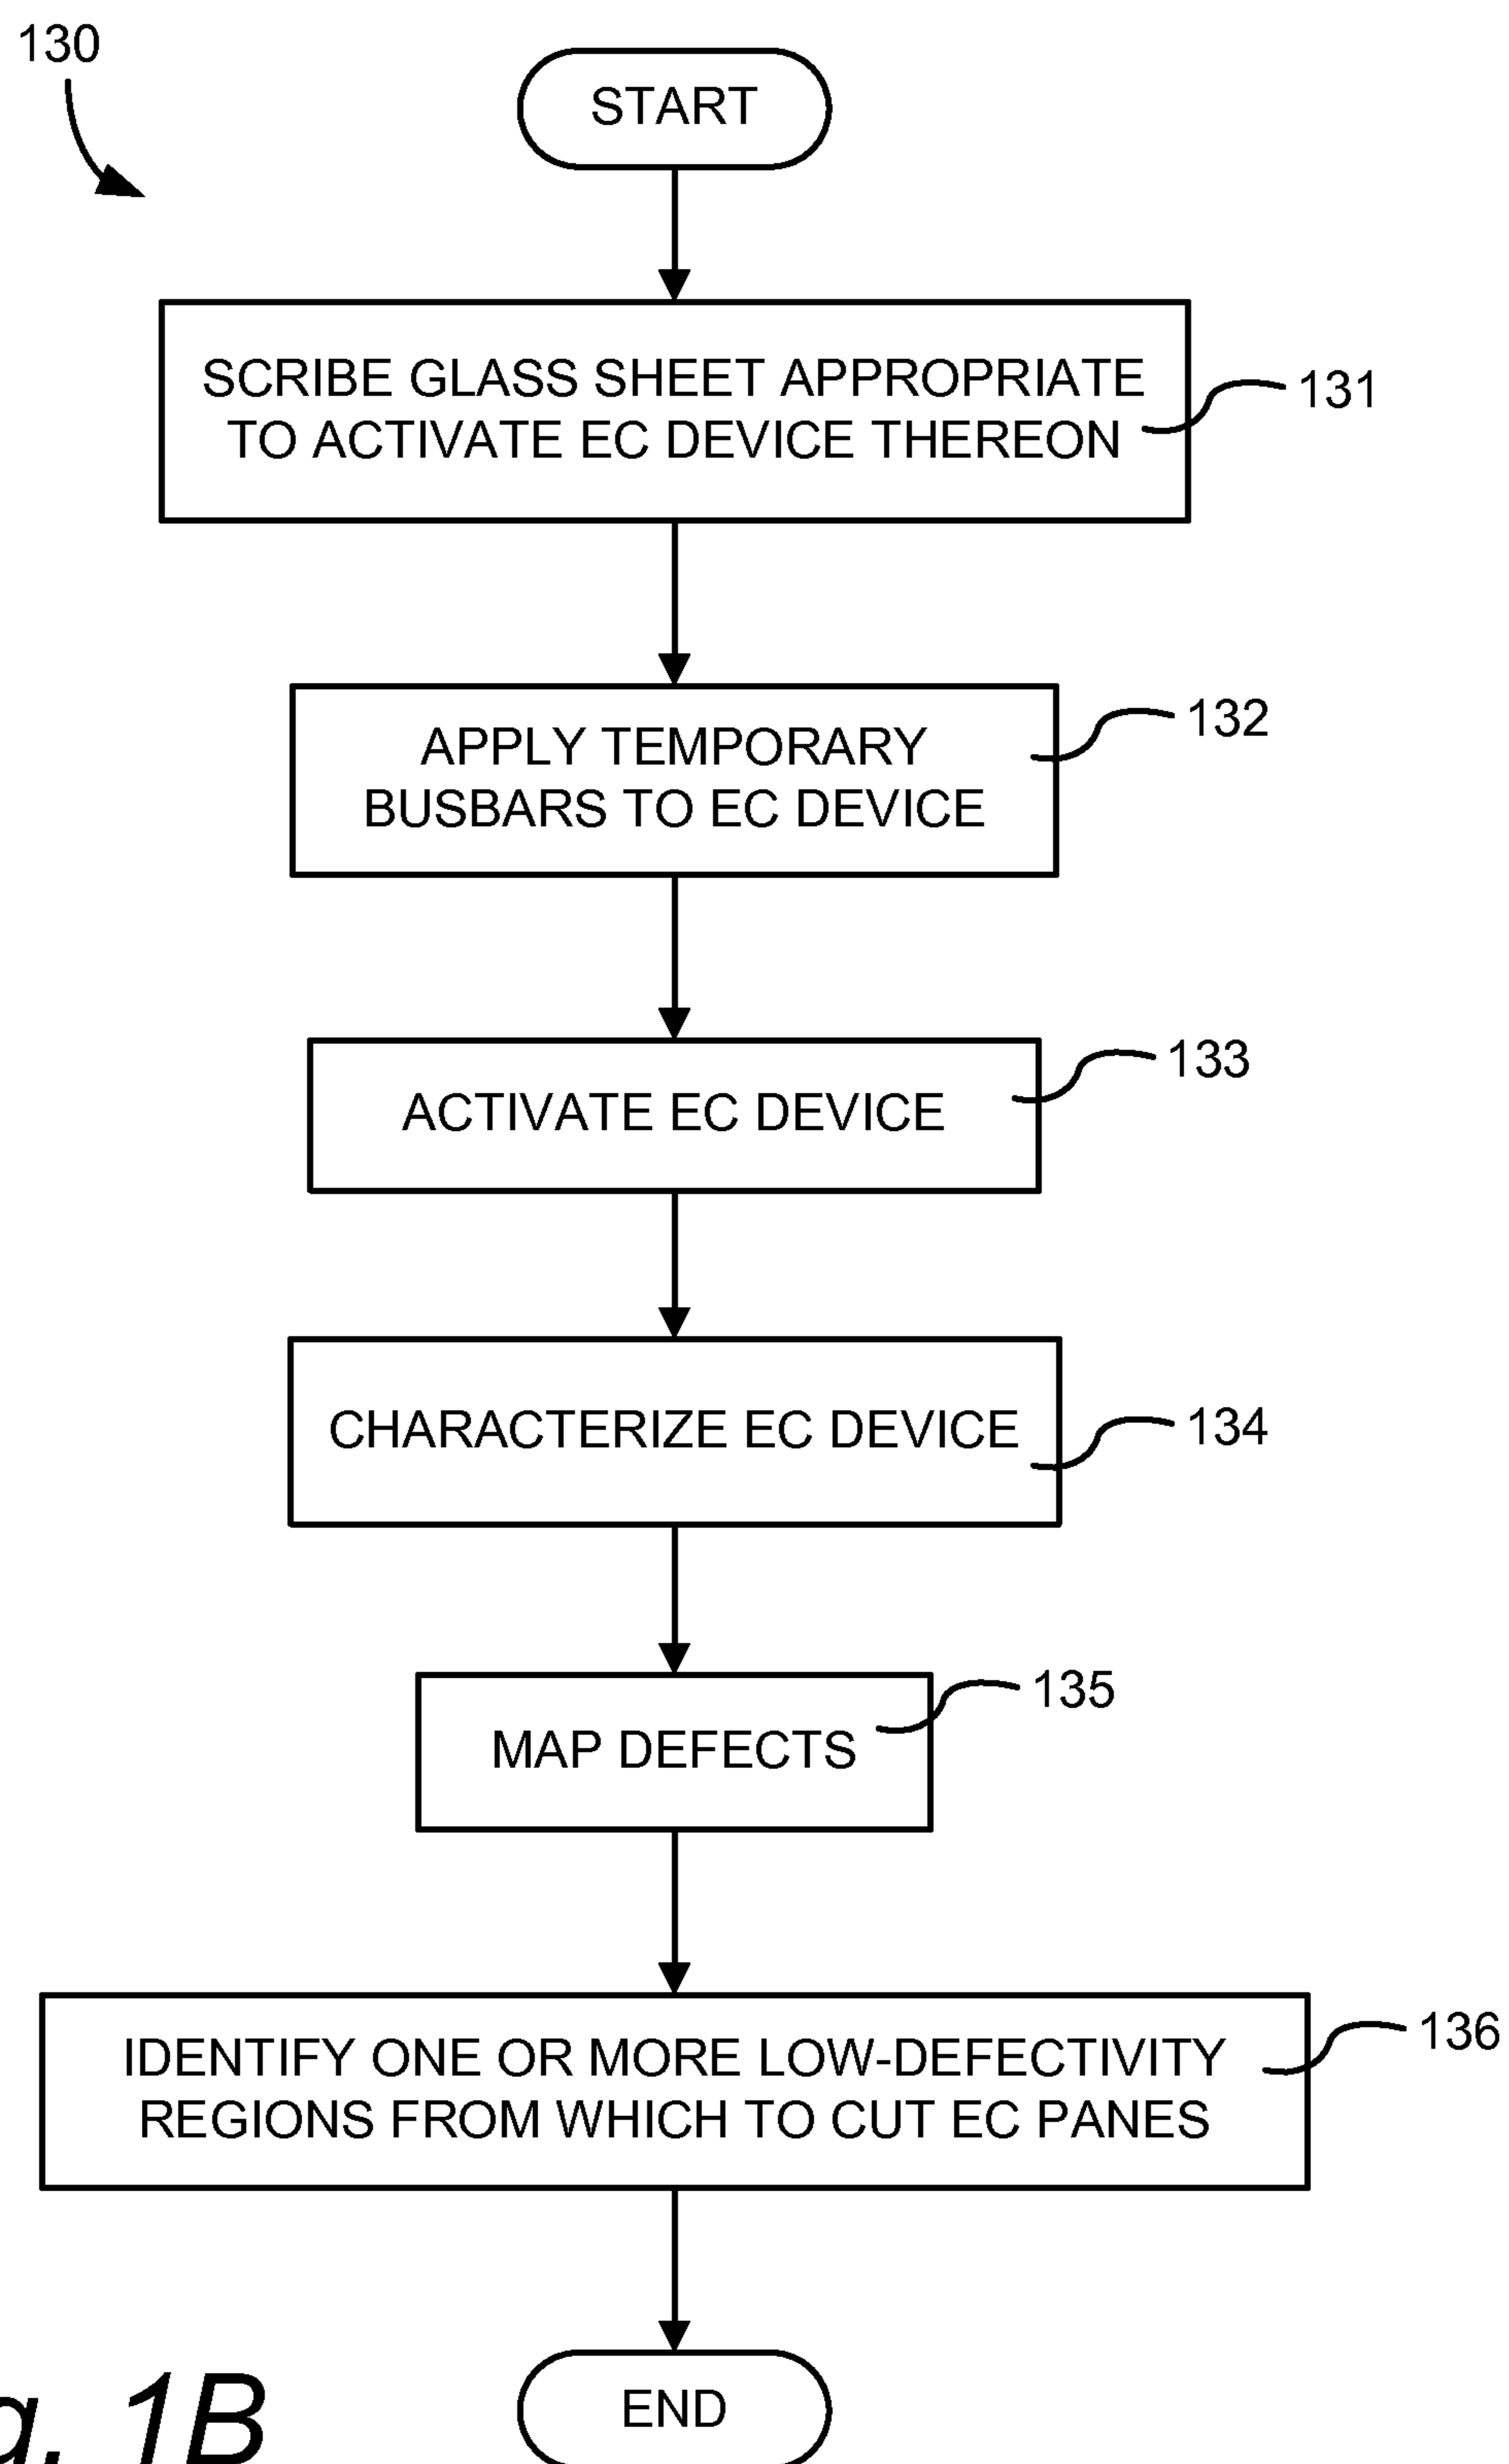 130
START
SCRIBE GLASS SHEET APPROPRIATE
TO ACTIVATE EC DEVICE THEREON
131
APPLY TEMPORARY
BUSBARS TO EC DEVICE
132
ACTIVATE EC DEVICE
133
CHARACTERIZE EC DEVICE
134
MAP DEFECTS
135
IDENTIFY ONE OR MORE LOW-DEFECTIVITY
REGIONS FROM WHICH TO CUT EC PANES
136
END
g. 1B